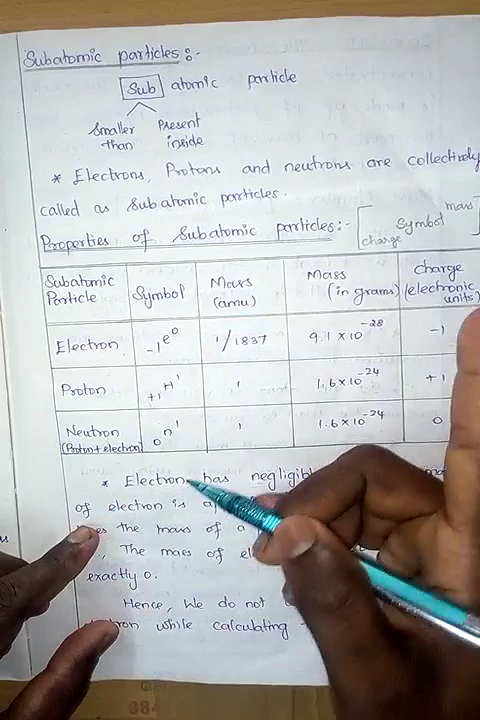 Subatomic particles :-
Sub atomic particle
Smaller than Present inside
* Electrons, Protons and neutrons are collectively
called as subatomic particles.
Properties of Subatomic particles:- [charge Symbol mass]
Subatomic Particle Symbol Mass (amu) Mass (in grams) Charge (electronic units)
Electron ₋₁e⁰ 1/1837 9.1 × 10⁻²⁸ -1
Proton ₊₁H¹ 1 1.6 × 10⁻²⁴ +1
Neutron (Proton + electron) ₀n¹ 1 1.6 × 10⁻²⁴ 0
* Electron has
of electron is
the mass of a
The mass of
exactly 0.
Hence, We do not
while calculating